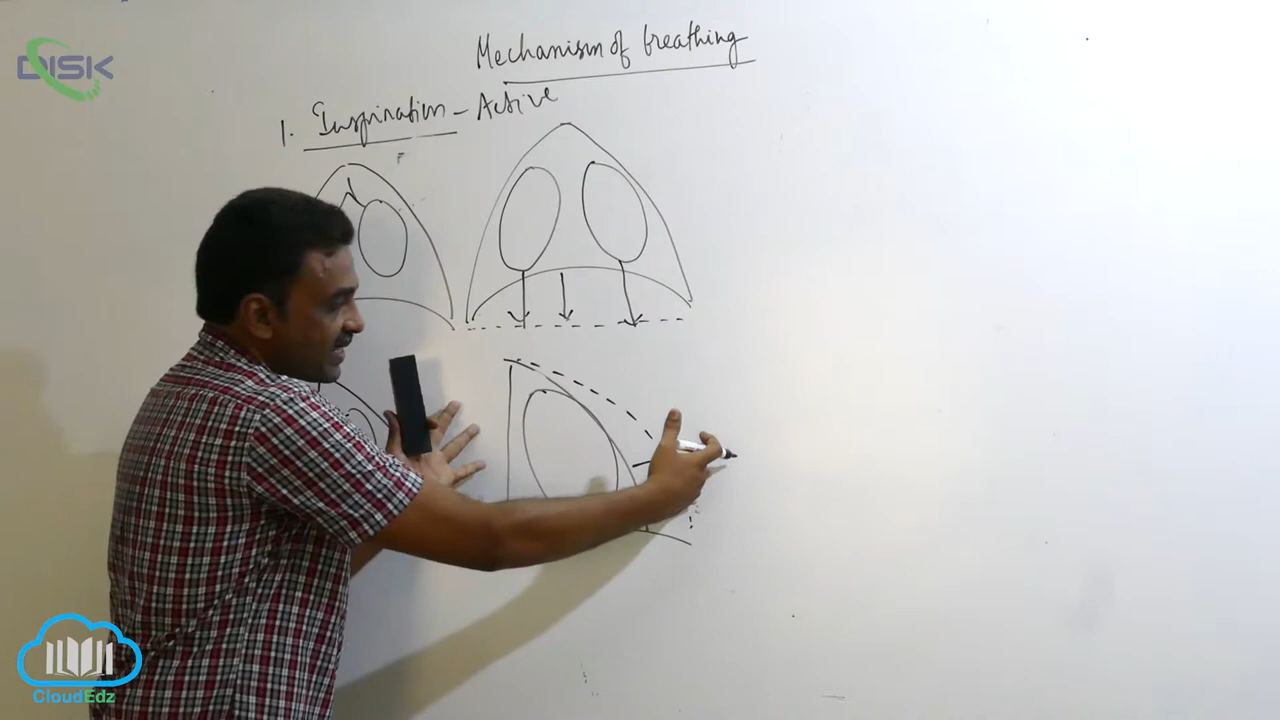 DISK
Mechanism of breathing
1. Inspiration - Active
CloudEdz